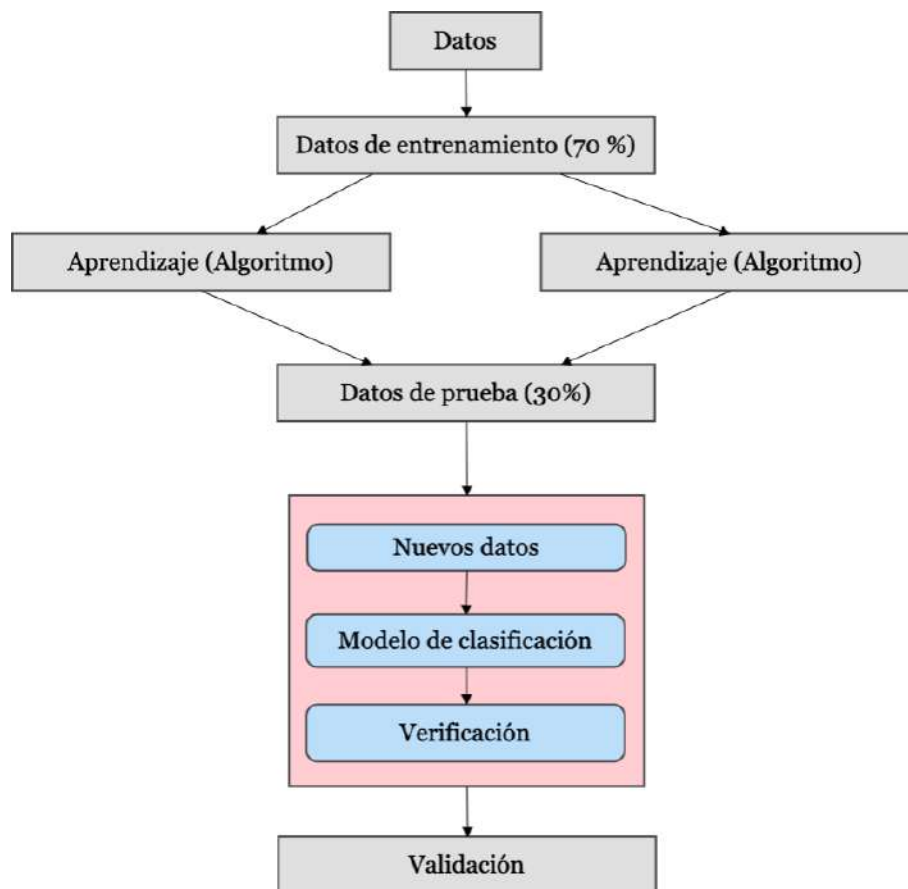 Datos
Datos de entrenamiento (70 %)
Aprendizaje (Algoritmo)
Aprendizaje (Algoritmo)
Datos de prueba (30%)
Nuevos datos
Modelo de clasificación
Verificación
Validación